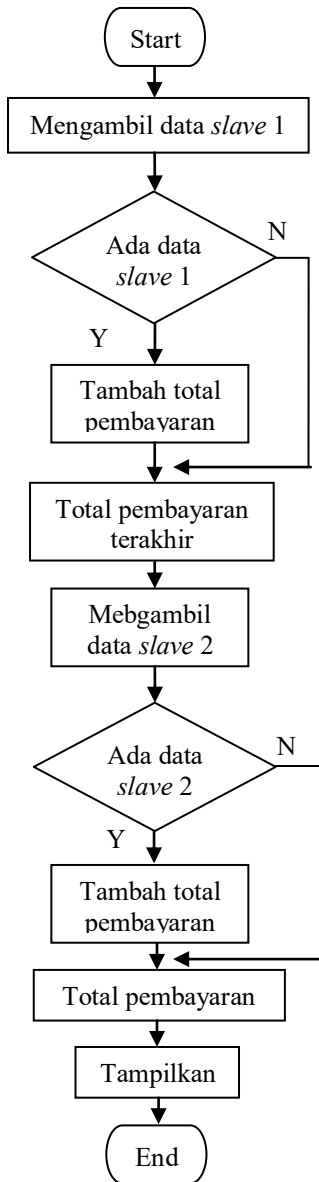 Start
Mengambil data slave 1
Ada data
slave 1
N
Y
Tambah total
pembayaran
Total pembayaran
terakhir
Mebgambil
data slave 2
Ada data
slave 2
N
Y
Tambah total
pembayaran
Total pembayaran
Tampilkan
End